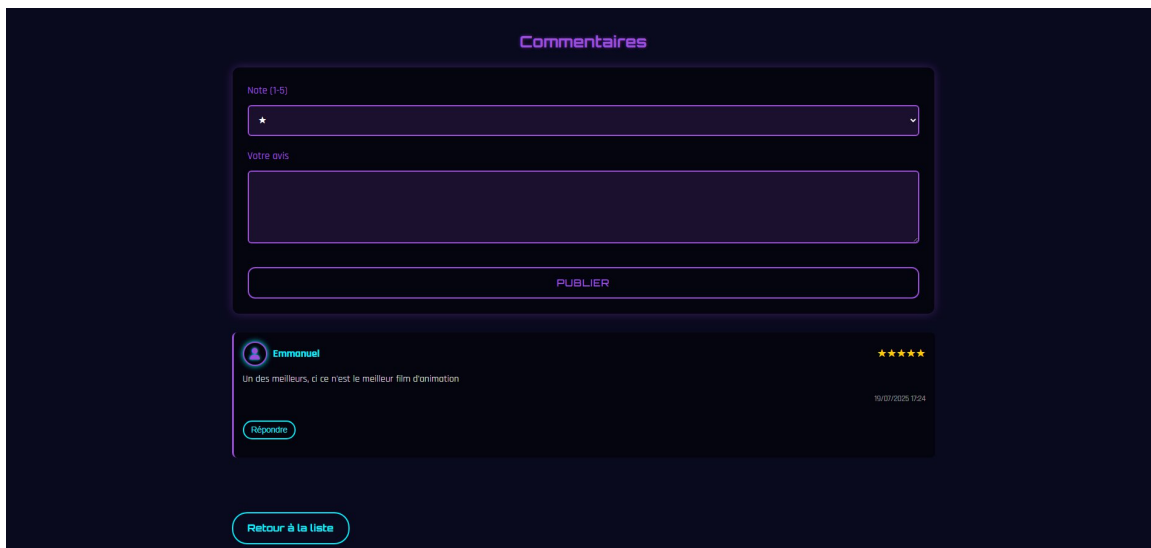 Commentaires
Note (1-5)
★
Votre avis
PUBLIER
Emmanuel ★★★★★
Un des meilleurs, ci ce n'est le meilleur film d'animation
19/07/2025 17:24
Répondre
Retour à la liste